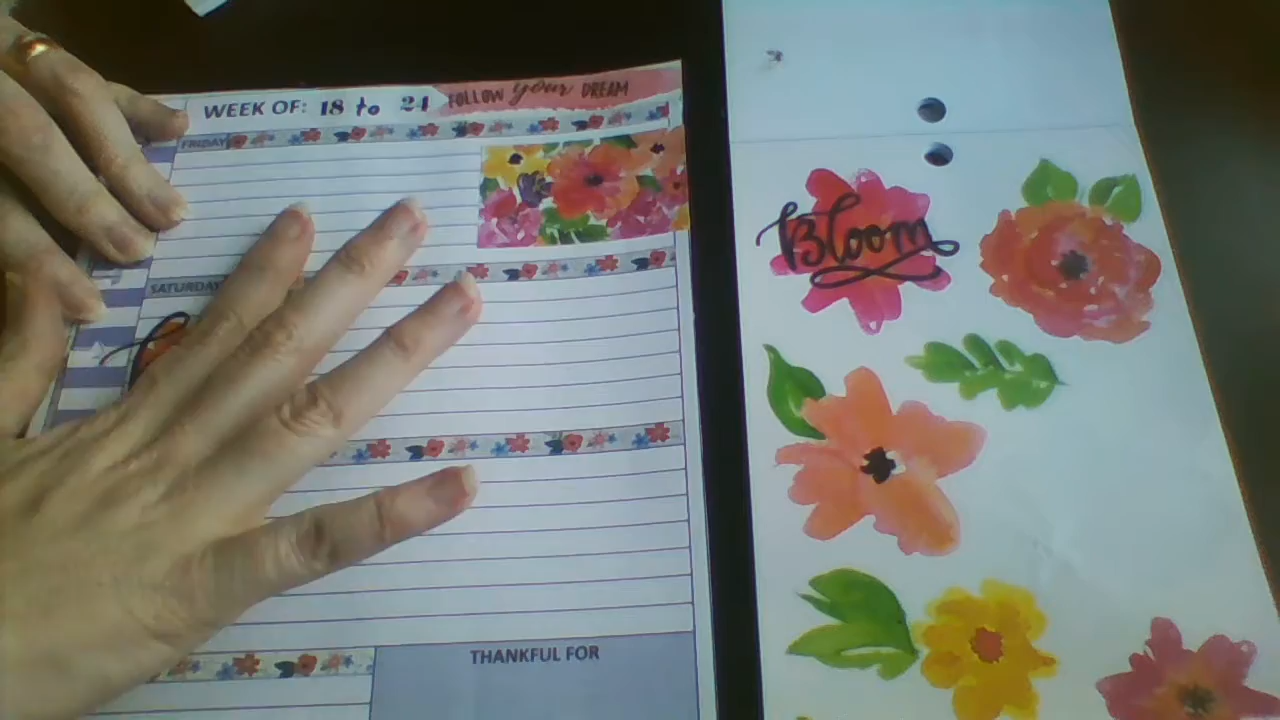 WEEK OF: 18 to 24
FOLLOW your DREAM
FRIDAY
SATURDAY
THANKFUL FOR
Bloom